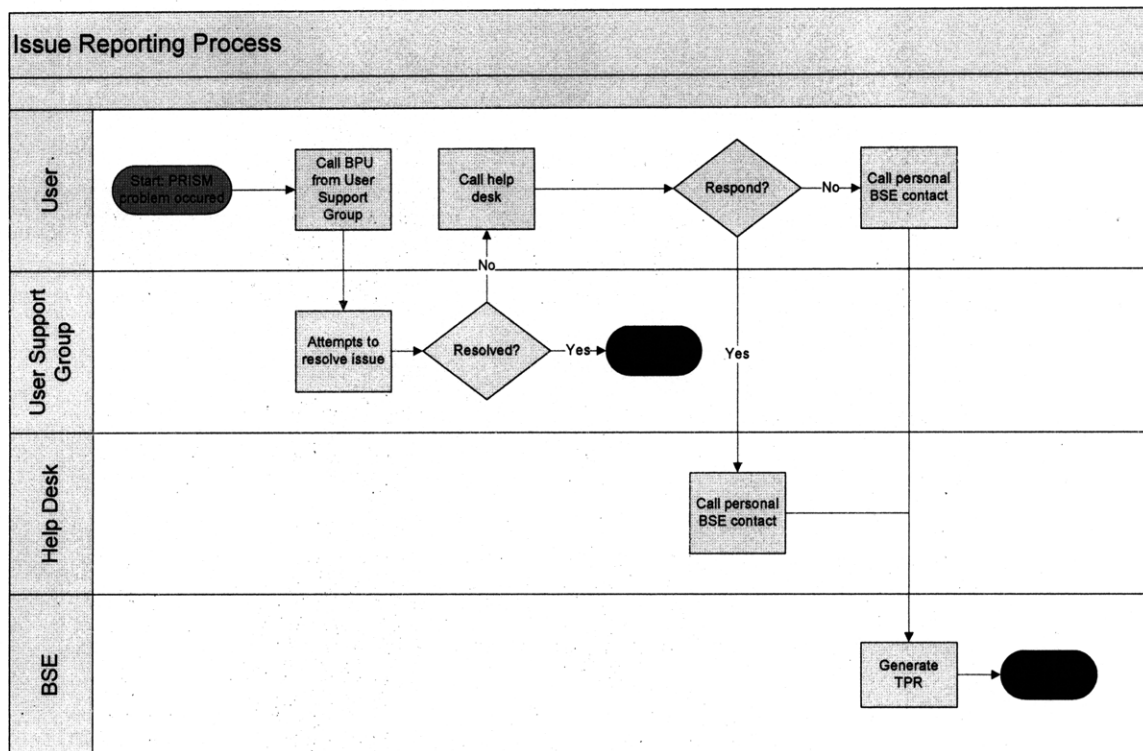 Issue Reporting Process
User
Start: PRISM
problem occured
Call BPU
from User
Support
Group
Call help
desk
Respond?
No
Call personal
BSE contact
No
User Support
Group
Attempts to
resolve issue
Resolved?
Yes
Yes
Help Desk
Call personal
BSE contact
BSE
Generate
TPR